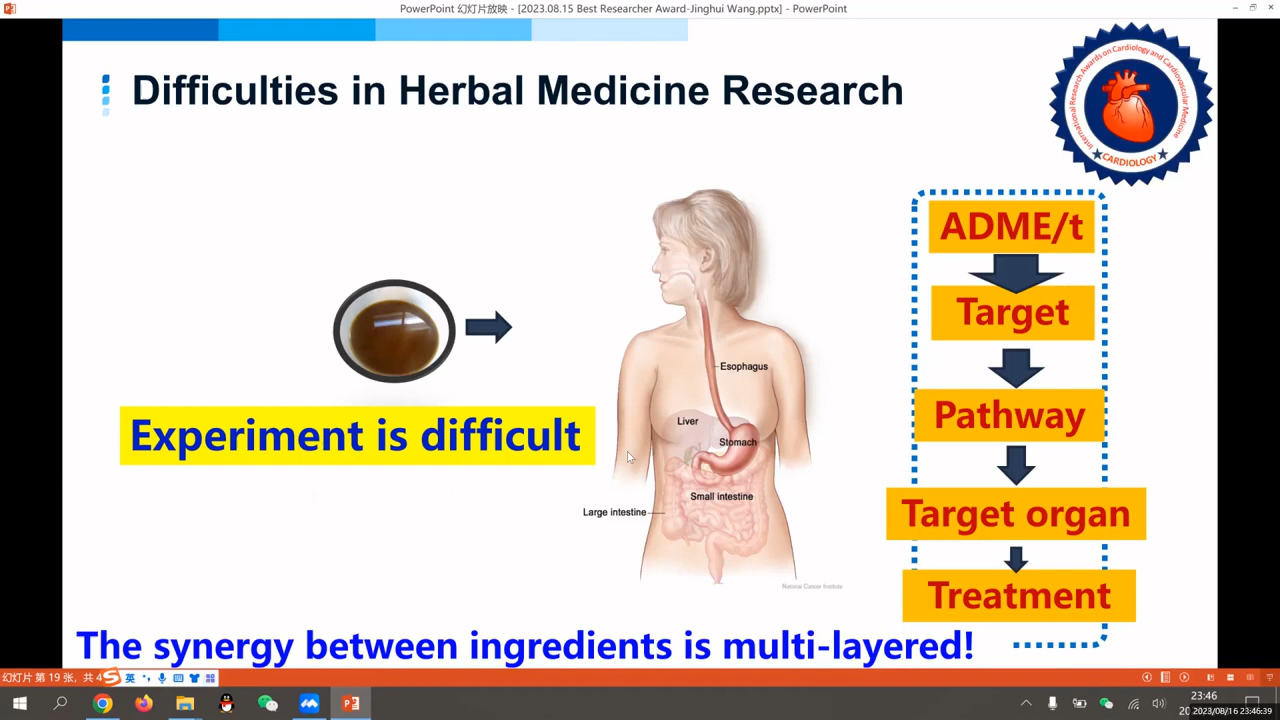 PowerPoint 幻灯片放映 - [2023.08.15 Best Researcher Award-Jinghui Wang.pptx] - PowerPoint
Difficulties in Herbal Medicine Research
International Research Awards on Cardiology and Cardiovascular Medicine
CARDIOLOGY
ADME/t
Target
Esophagus
Liver
Pathway
Experiment is difficult
Stomach
Small intestine
Large intestine
Target organ
National Cancer Institute
Treatment
The synergy between ingredients is multi-layered!
幻灯片 第 19 张，共 4
英
23:46
2023/08/16 23:46:39